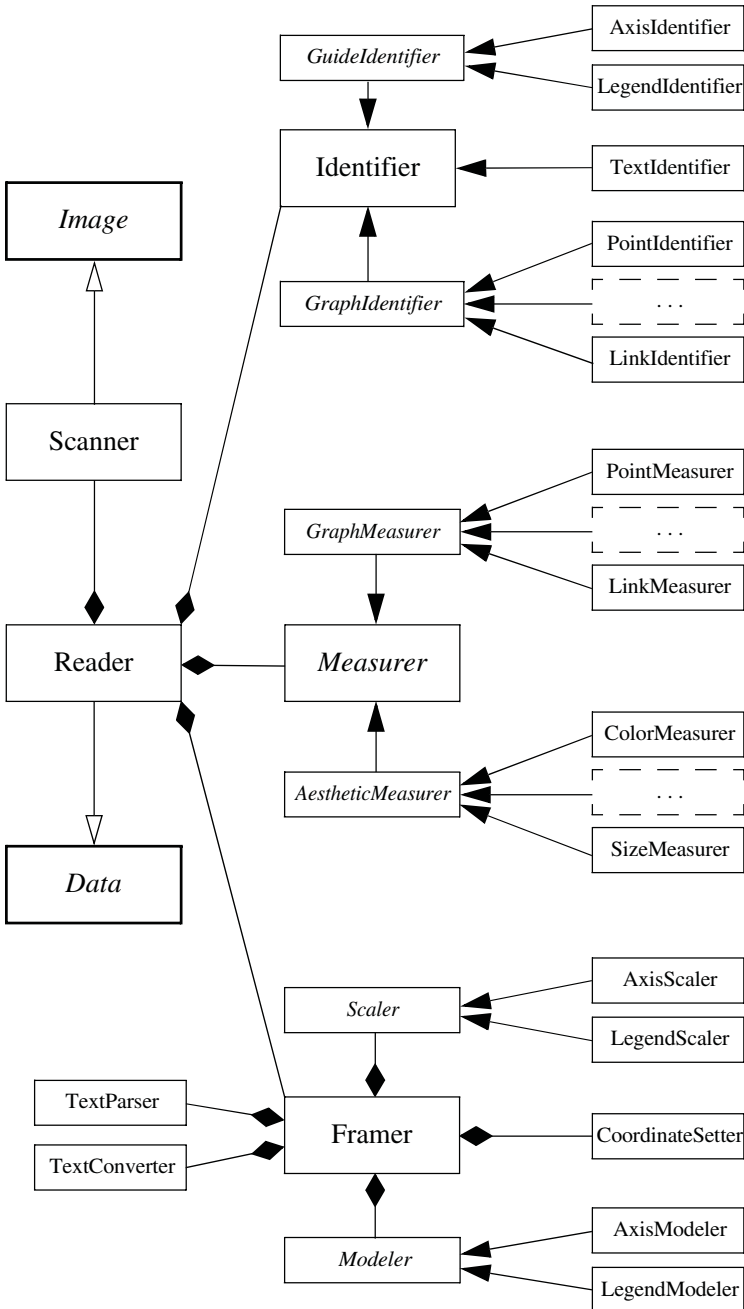 AxisIdentifier
GuideIdentifier
LegendIdentifier
Identifier
TextIdentifier
Image
PointIdentifier
GraphIdentifier
. . .
LinkIdentifier
Scanner
PointMeasurer
GraphMeasurer
. . .
LinkMeasurer
Reader
Measurer
ColorMeasurer
AestheticMeasurer
. . .
SizeMeasurer
Data
AxisScaler
Scaler
LegendScaler
TextParser
Framer
CoordinateSetter
TextConverter
AxisModeler
Modeler
LegendModeler